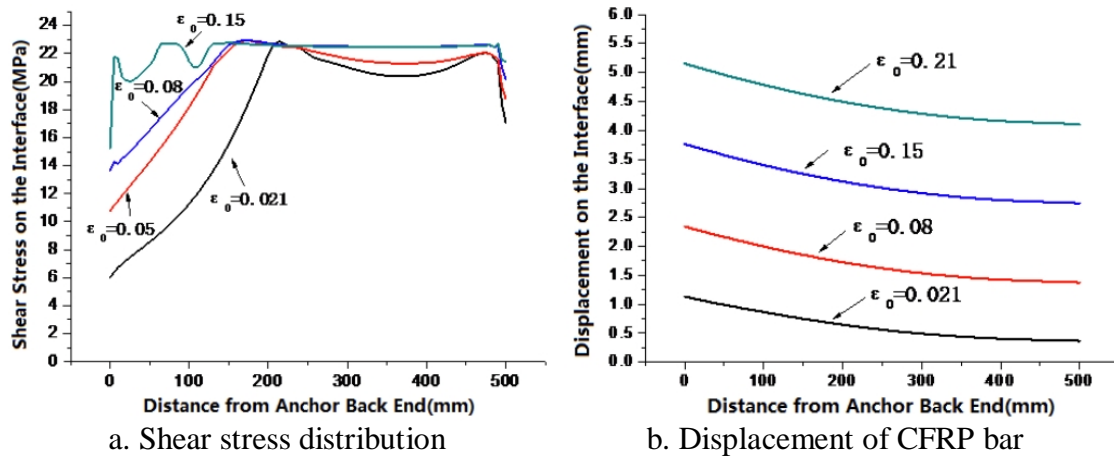 24
22
20
18
16
14
12
10
8
6
4
2
0
Shear Stress on the Interface(MPa)
ε0=0.15
ε0=0.08
ε0=0.05
ε0=0.021
0 100 200 300 400 500
Distance from Anchor Back End(mm)
a. Shear stress distribution
6.0
5.5
5.0
4.5
4.0
3.5
3.0
2.5
2.0
1.5
1.0
0.5
0.0
Displacement on the Interface(mm)
ε0=0.21
ε0=0.15
ε0=0.08
ε0=0.021
0 100 200 300 400 500
Distance from Anchor Back End(mm)
b. Displacement of CFRP bar